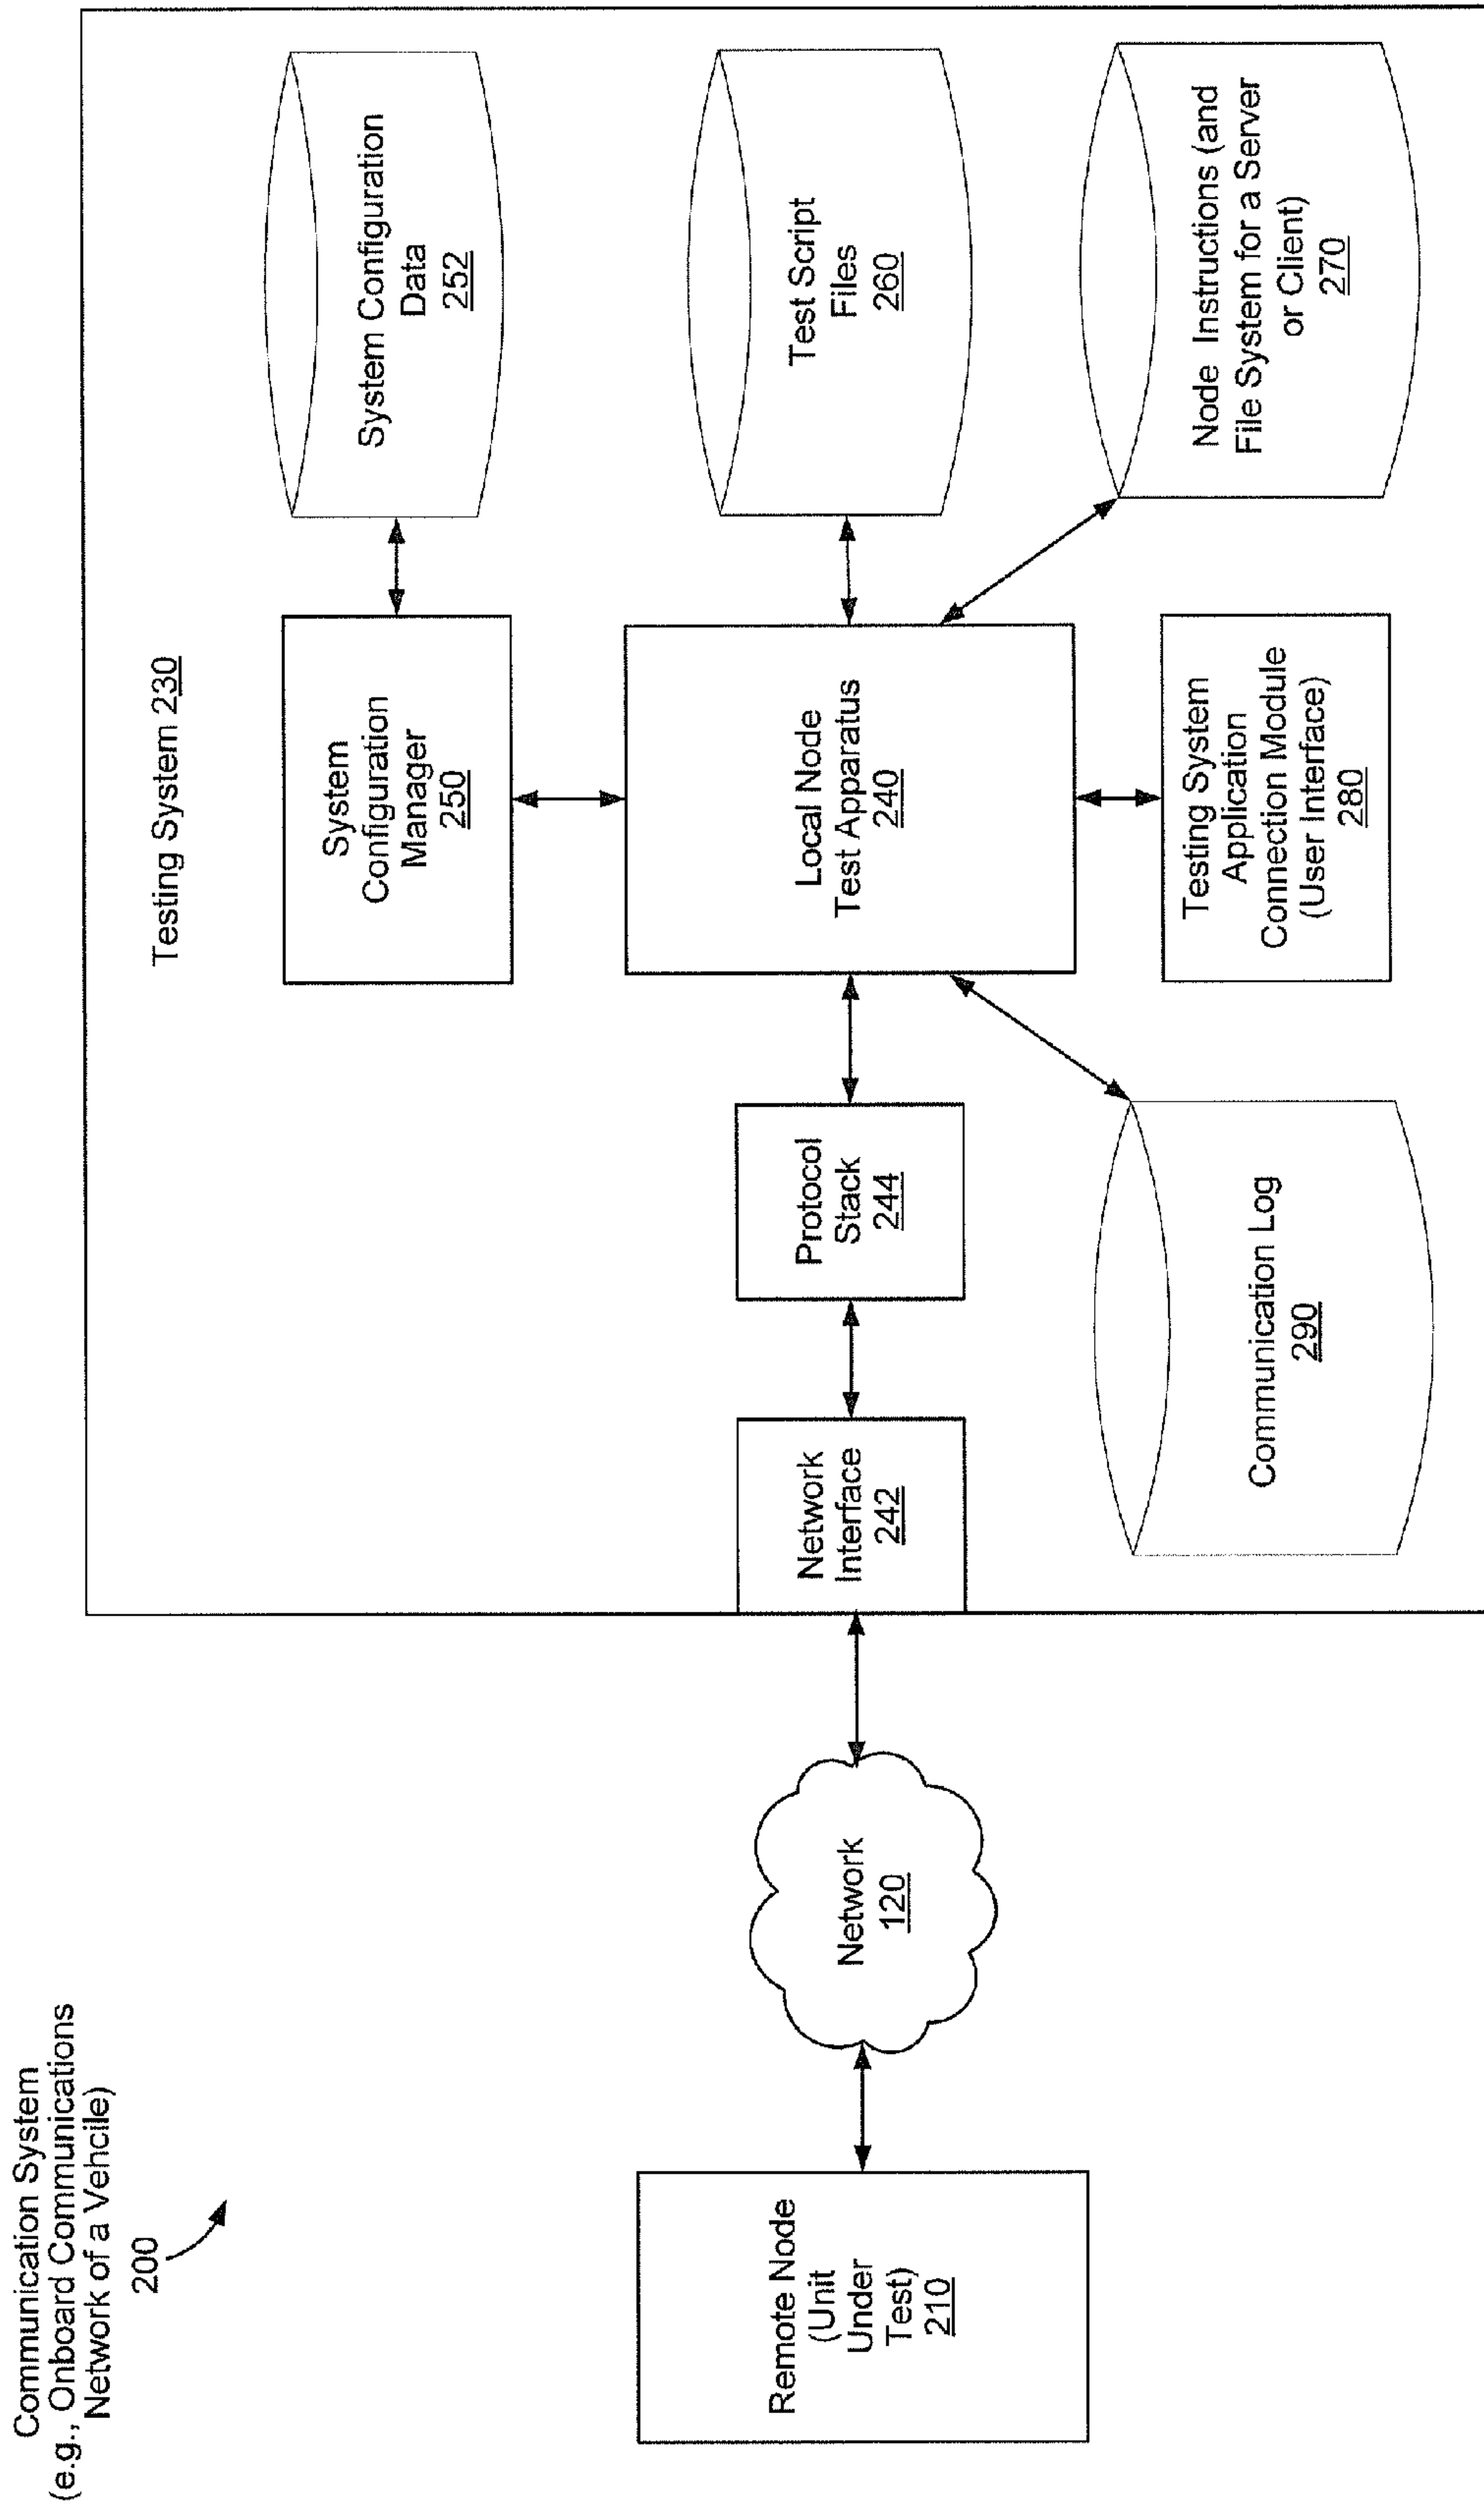 Communication System
(e.g., Onboard Communications
Network of a Vehcile)
200
Testing System 230
System
Configuration
Manager
250
System Configuration
Data
252
Remote Node
(Unit
Under
Test)
210
Network
120
Network
Interface
242
Protocol
Stack
244
Local Node
Test Apparatus
240
Test Script
Files
260
Communication Log
290
Testing System
Application
Connection Module
(User Interface)
280
Node Instructions (and
File System for a Server
or Client)
270